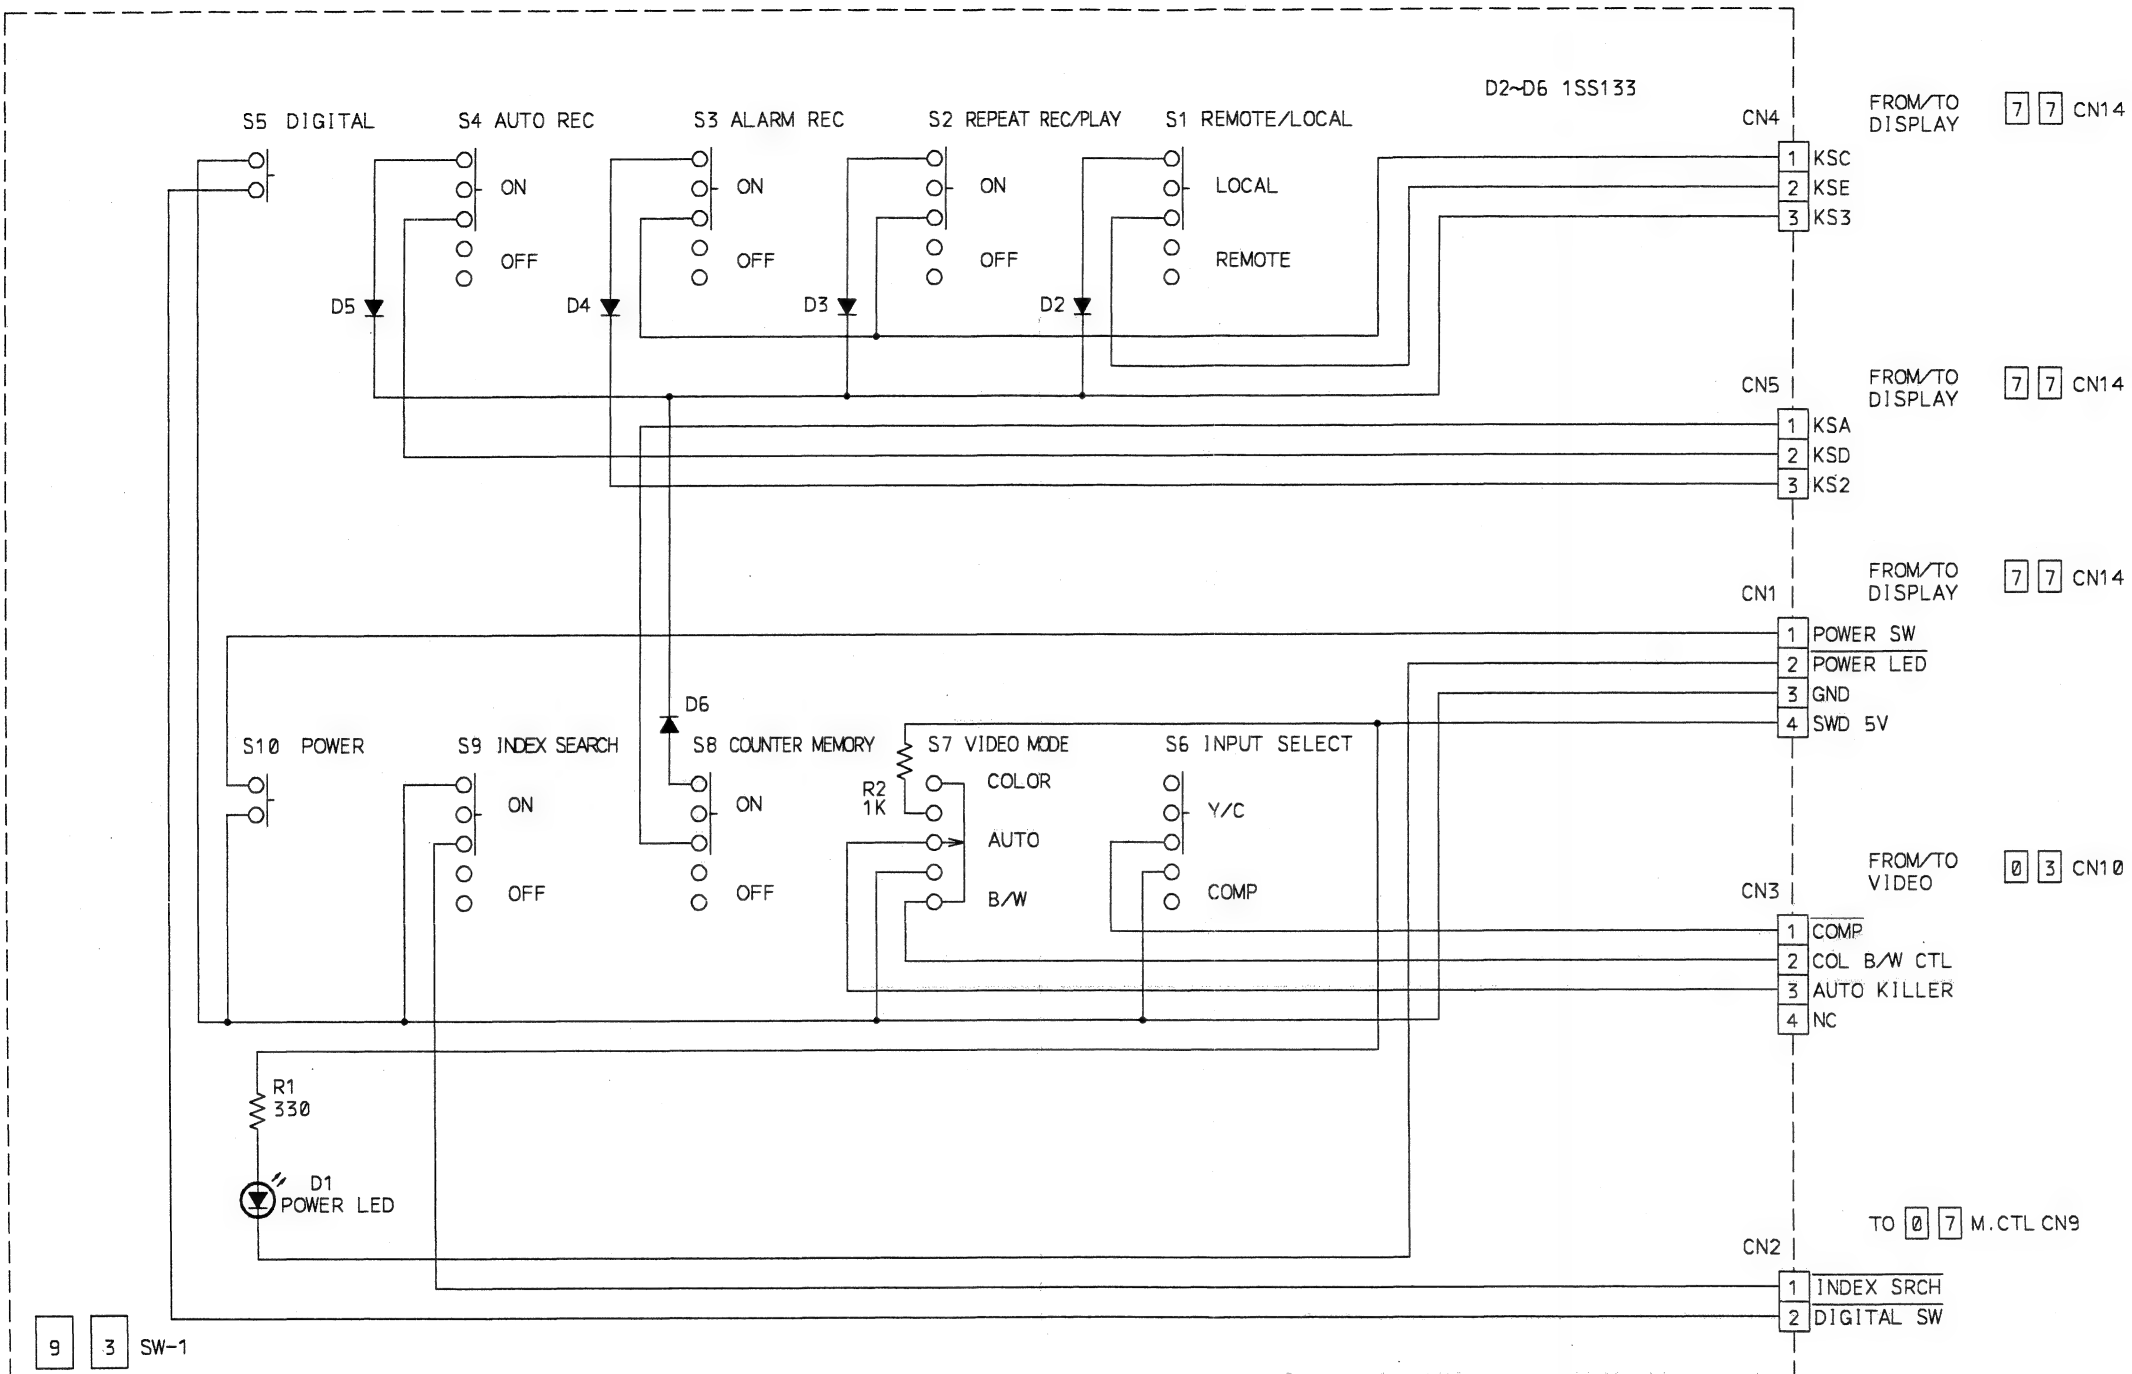 D2~D6 1SS133
S5 DIGITAL
S4 AUTO REC
S3 ALARM REC
S2 REPEAT REC/PLAY
S1 REMOTE/LOCAL
CN4
FROM/TO
DISPLAY
7 7 CN14
1 KSC
2 KSE
3 KS3
ON
ON
ON
LOCAL
OFF
OFF
OFF
REMOTE
D5
D4
D3
D2
CN5
FROM/TO
DISPLAY
7 7 CN14
1 KSA
2 KSD
3 KS2
CN1
FROM/TO
DISPLAY
7 7 CN14
1 POWER SW
2 POWER LED
3 GND
4 SWD 5V
D6
S10 POWER
S9 INDEX SEARCH
S8 COUNTER MEMORY
S7 VIDEO MODE
S6 INPUT SELECT
R2
1K
ON
ON
COLOR
AUTO
B/W
Y/C
OFF
OFF
COMP
CN3
FROM/TO
VIDEO
0 3 CN10
1 COMP
2 COL B/W CTL
3 AUTO KILLER
4 NC
R1
330
D1
POWER LED
TO 0 7 M.CTL CN9
CN2
1 INDEX SRCH
2 DIGITAL SW
9 3 SW-1